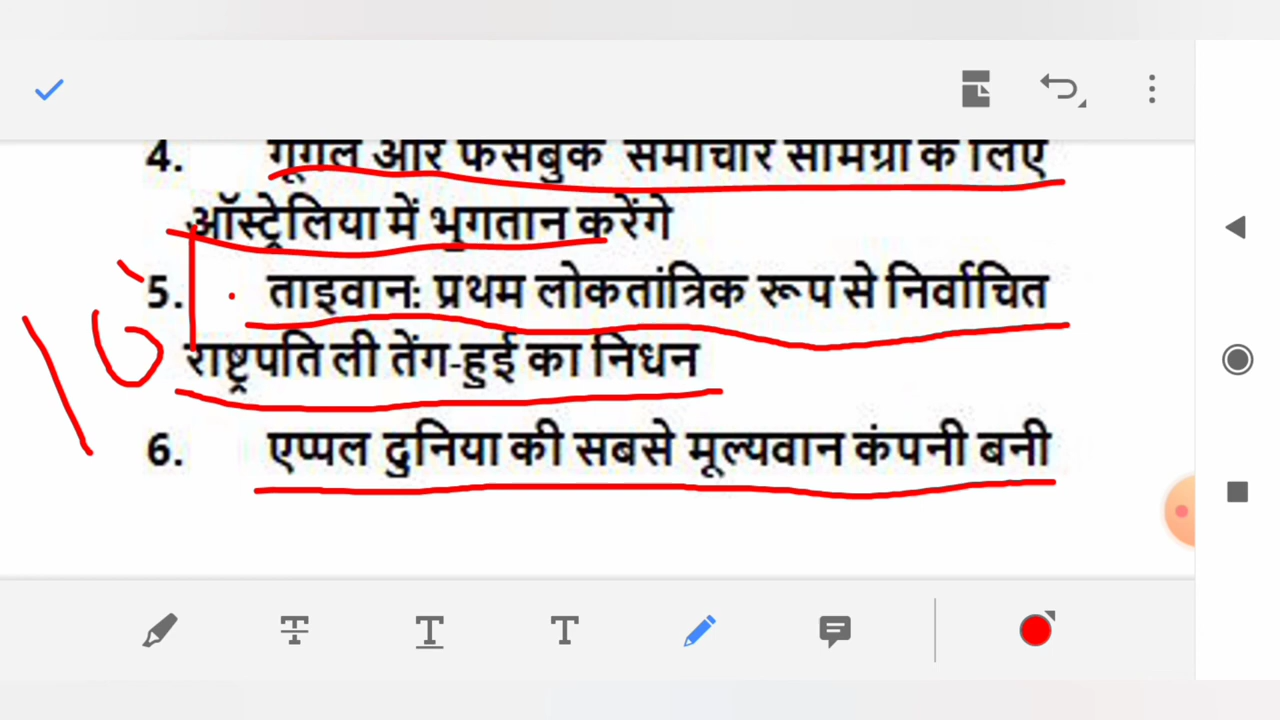 4. गूगल और फेसबुक समाचार सामग्री के लिए
ऑस्ट्रेलिया में भुगतान करेंगे
5. ताइवान: प्रथम लोकतांत्रिक रूप से निर्वाचित
राष्ट्रपति ली तेंग-हुई का निधन
6. एप्पल दुनिया की सबसे मूल्यवान कंपनी बनी